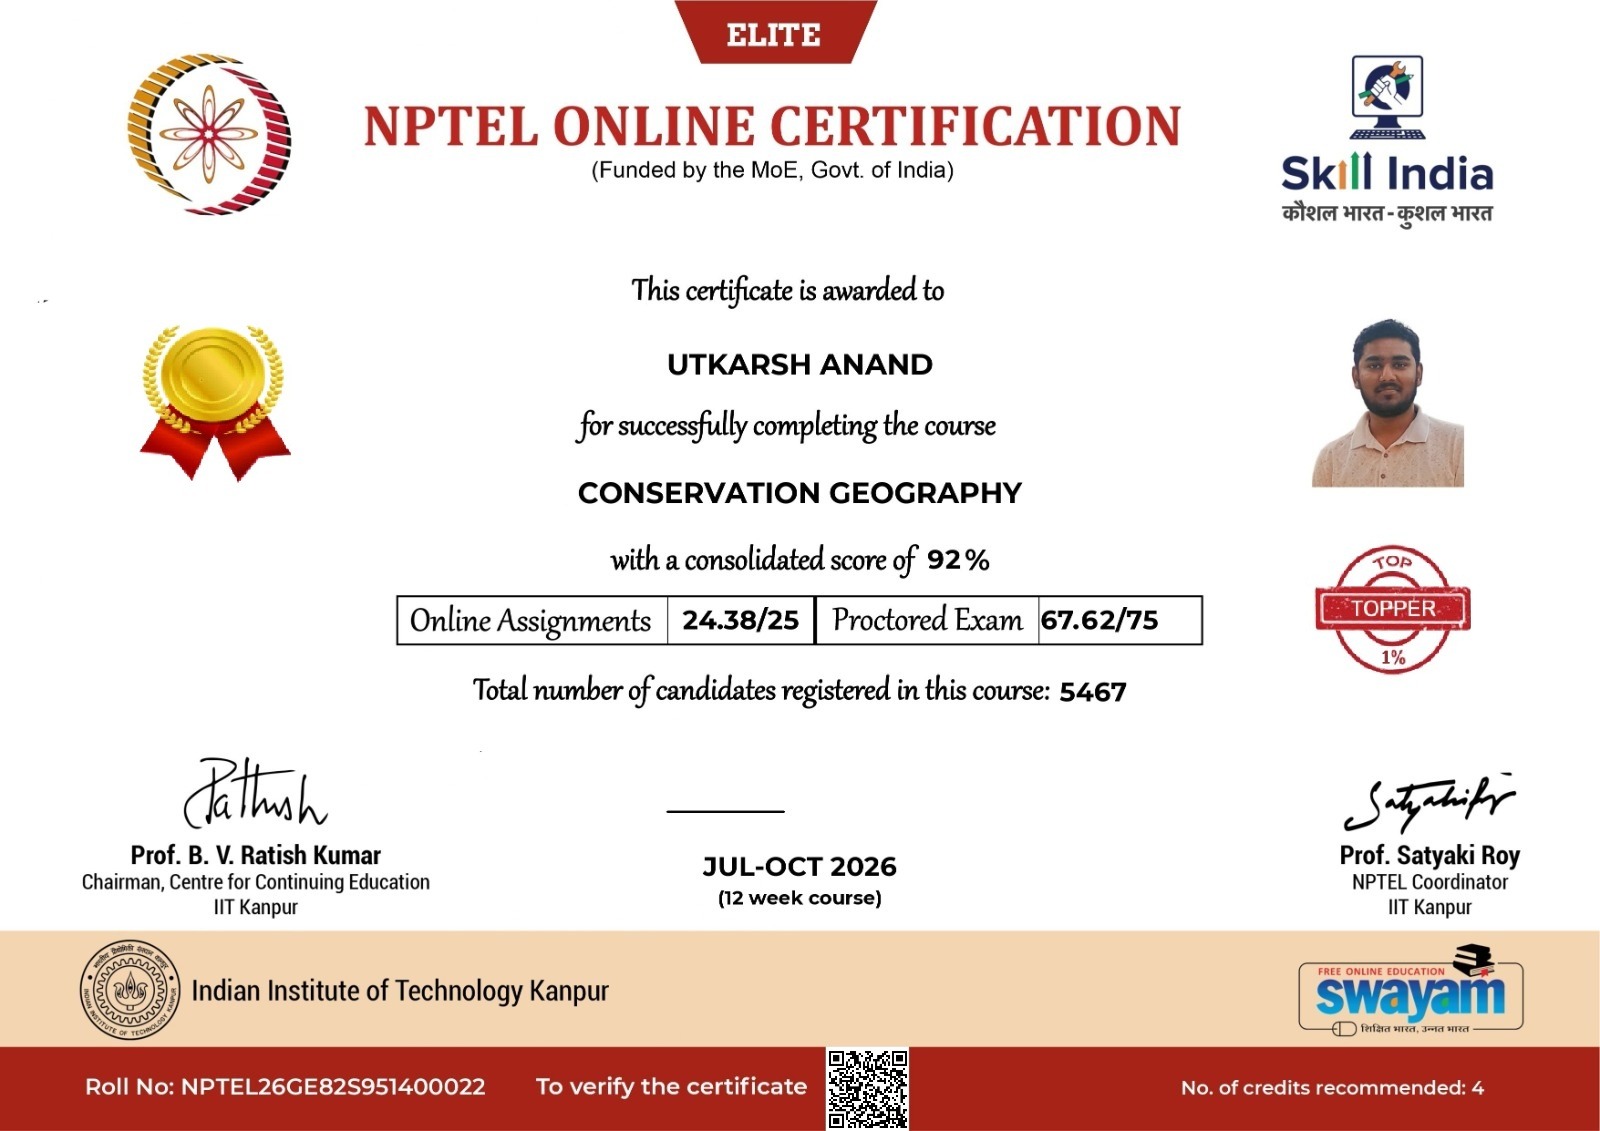 ELITE
NPTEL ONLINE CERTIFICATION
(Funded by the MoE, Govt. of India)
Skill India
कौशल भारत - कुशल भारत
This certificate is awarded to
UTKARSH ANAND
for successfully completing the course
CONSERVATION GEOGRAPHY
with a consolidated score of 92%
Online Assignments 24.38/25 Proctored Exam 67.62/75
TOP
TOPPER
1%
Total number of candidates registered in this course: 5467
Prof. B. V. Ratish Kumar
Chairman, Centre for Continuing Education
IIT Kanpur
JUL-OCT 2026
(12 week course)
Prof. Satyaki Roy
NPTEL Coordinator
IIT Kanpur
INDIAN INSTITUTE OF TECHNOLOGY KANPUR
Indian Institute of Technology Kanpur
FREE ONLINE EDUCATION
swayam
शिक्षित भारत, उन्नत भारत
Roll No: NPTEL26GE82S951400022 To verify the certificate No. of credits recommended: 4